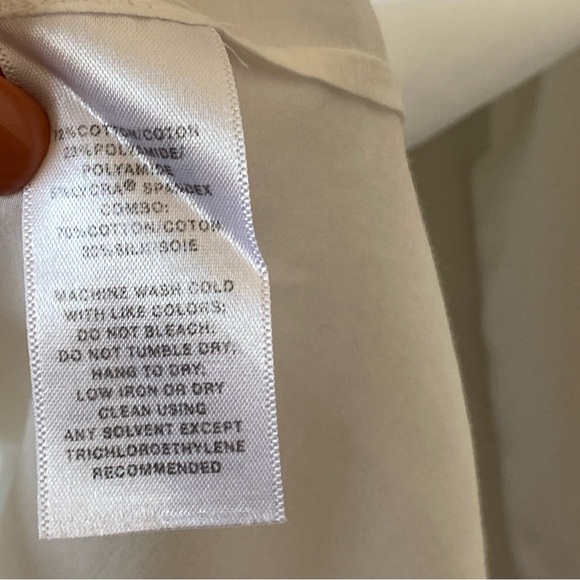 72%COTTON/COTON
23%POLYAMIDE/
POLYAMIDE
5%LYCRA® SPANDEX
COMBO:
70%COTTON/COTON
30%SILK/SOIE
MACHINE WASH COLD
WITH LIKE COLORS;
DO NOT BLEACH;
DO NOT TUMBLE DRY;
HANG TO DRY;
LOW IRON OR DRY
CLEAN USING
ANY SOLVENT EXCEPT
TRICHLOROETHYLENE
RECOMMENDED